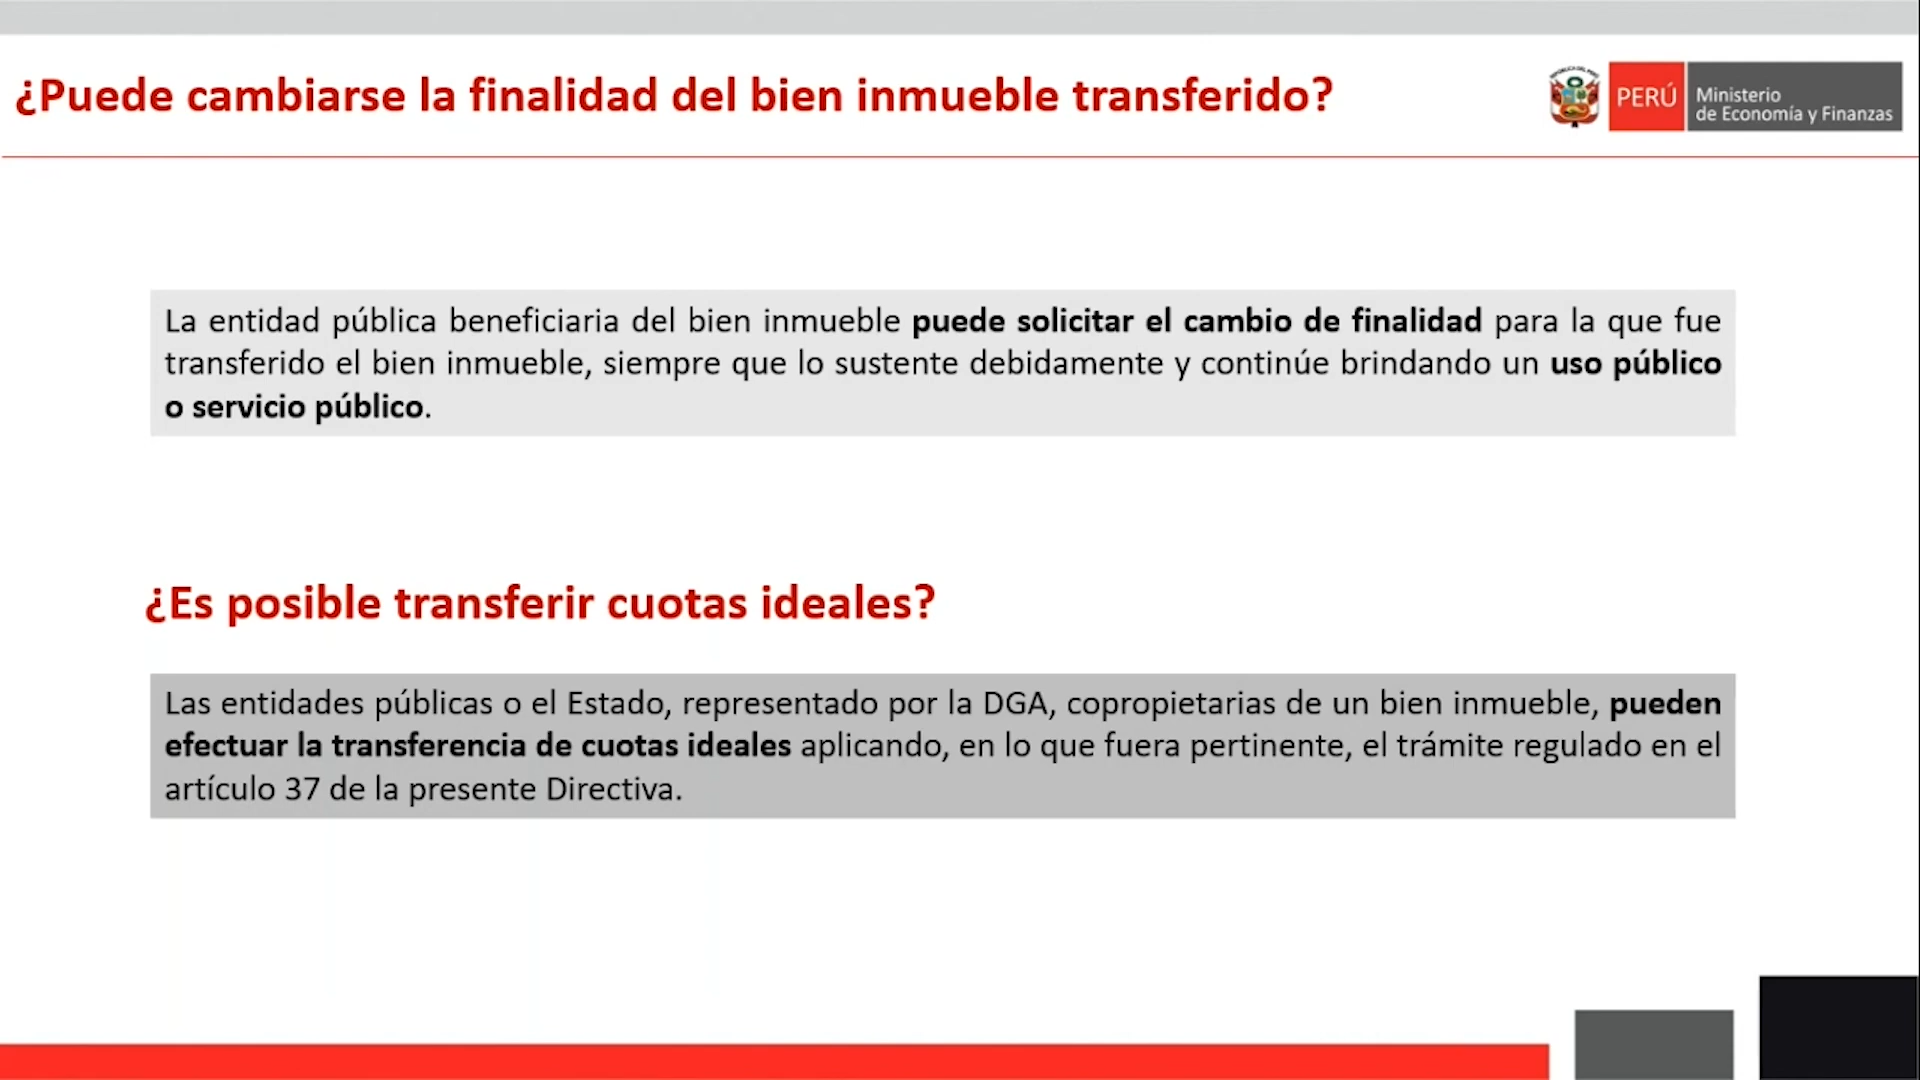 ¿Puede cambiarse la finalidad del bien inmueble transferido?
PERÚ
Ministerio
de Economía y Finanzas
La entidad pública beneficiaria del bien inmueble puede solicitar el cambio de finalidad para la que fue
transferido el bien inmueble, siempre que lo sustente debidamente y continúe brindando un uso público
o servicio público.
¿Es posible transferir cuotas ideales?
Las entidades públicas o el Estado, representado por la DGA, copropietarias de un bien inmueble, pueden
efectuar la transferencia de cuotas ideales aplicando, en lo que fuera pertinente, el trámite regulado en el
artículo 37 de la presente Directiva.